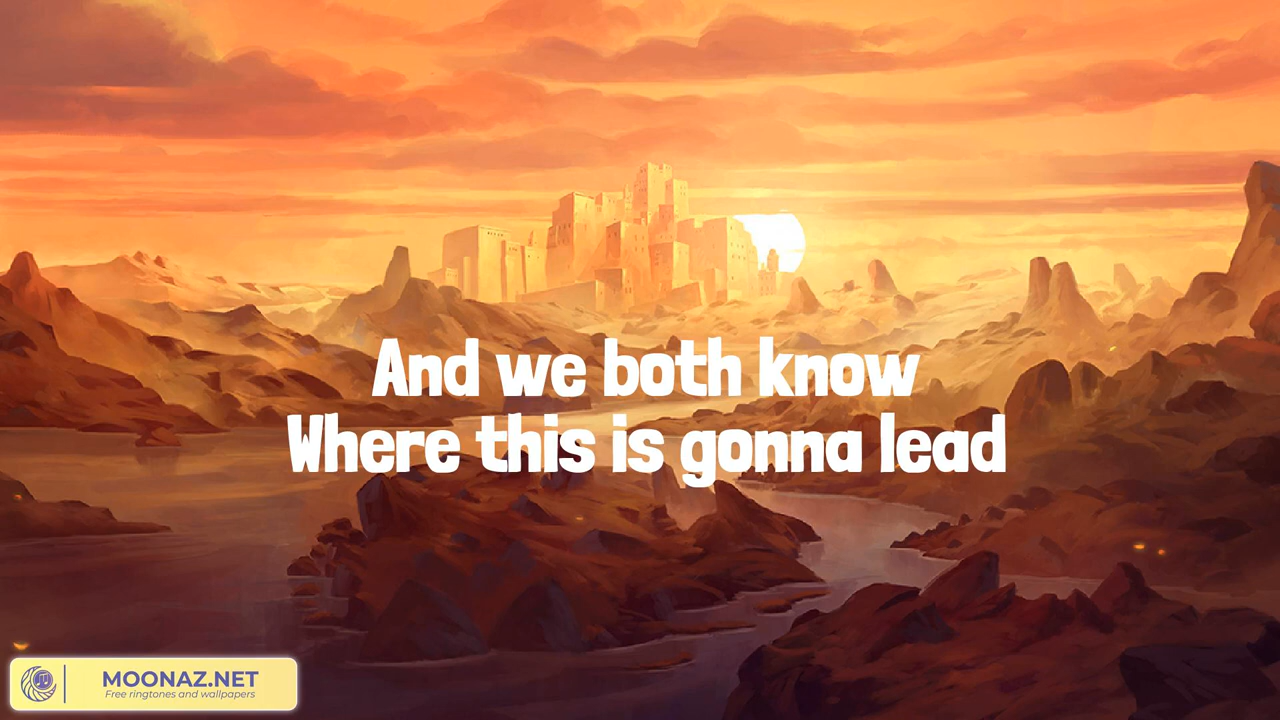 And we both know
Where this is gonna lead
MOONAZ.NET
Free ringtones and wallpapers